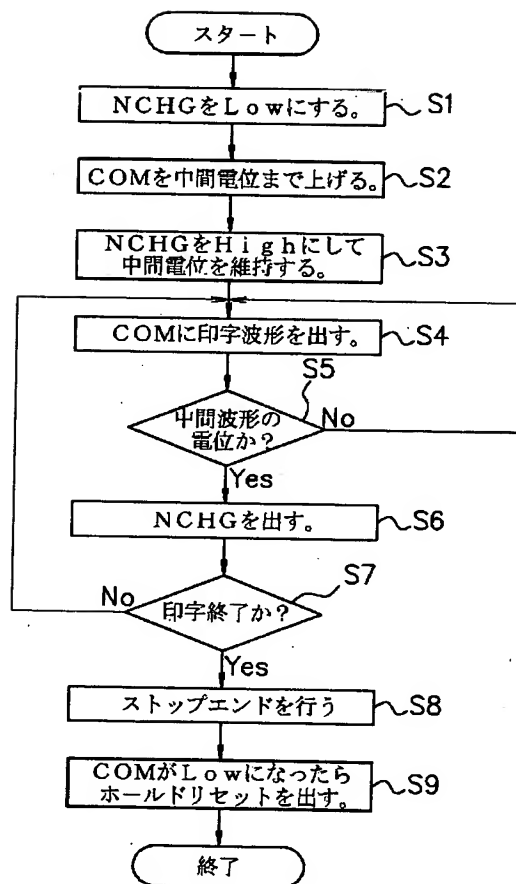 スタート
NCHGをLowにする。
S1
COMを中間電位まで上げる。
S2
NCHGをHighにして
中間電位を維持する。
S3
COMに印字波形を出す。
S4
S5
中間波形の
電位か？
No
Yes
NCHGを出す。
S6
S7
印字終了か？
No
Yes
ストップエンドを行う
S8
COMがLowになったら
ホールドリセットを出す。
S9
終了